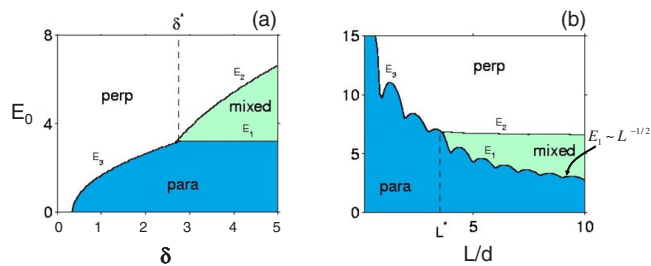 (a)
δ*
8
E₂
perp
mixed
E₀
4
E₁
E₃
para
0
0 1 2 3 4 5
δ
(b)
15
E₃
perp
10
E₂
E₁ ~ L⁻¹/²
E₁
mixed
5
para
0
L* 5 10
L/d